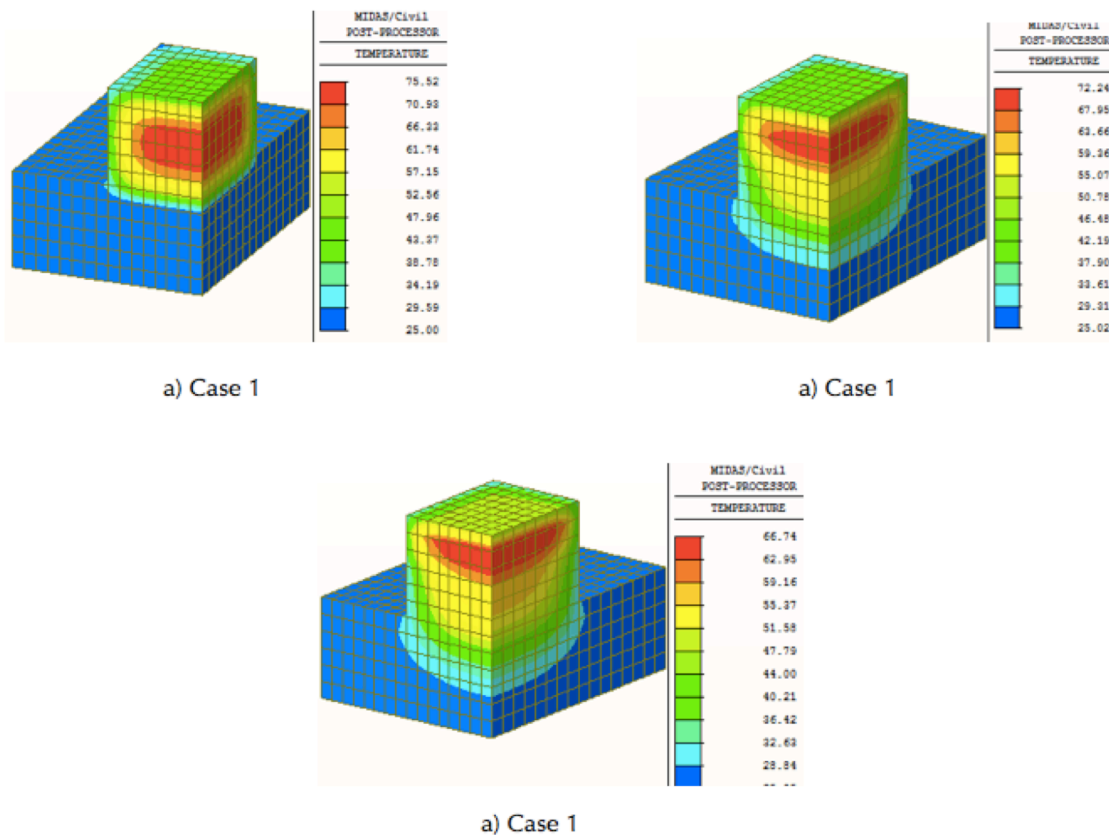 MIDAS/Civil
POST-PROCESSOR
TEMPERATURE
75.52
70.93
66.33
61.74
57.15
52.56
47.96
43.37
38.78
34.19
29.59
25.00
a) Case 1
MIDAS/Civil
POST-PROCESSOR
TEMPERATURE
72.24
67.95
63.66
59.36
55.07
50.78
46.48
42.19
37.90
33.61
29.31
25.02
a) Case 1
MIDAS/Civil
POST-PROCESSOR
TEMPERATURE
66.74
62.95
59.16
55.37
51.58
47.79
44.00
40.21
36.42
32.63
28.84
a) Case 1